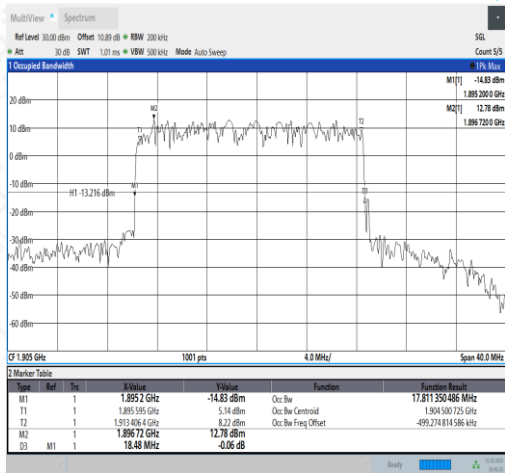 MultiView Spectrum
Ref Level 30.00 dBm Offset 10.89 dB RBW 200 kHz SGL
Att 30 dB SWT 1.01 ms VBW 500 kHz Mode Auto Sweep Count 5/5
1 Occupied Bandwidth 1Pk Max
M1[1] -14.83 dBm
1.895 200 0 GHz
M2[1] 12.78 dBm
1.896 720 0 GHz
20 dBm
M2
T1
T2
10 dBm
0 dBm
-10 dBm
M1
D3
H1 -13.216 dBm
-20 dBm
-30 dBm
-40 dBm
-50 dBm
-60 dBm
CF 1.905 GHz 1001 pts 4.0 MHz/ Span 40.0 MHz
2 Marker Table
Type Ref Trc X-Value Y-Value Function Function Result
M1 1 1.895 2 GHz -14.83 dBm Occ Bw 17.811 350 486 MHz
T1 1 1.895 595 GHz 5.14 dBm Occ Bw Centroid 1.904 500 725 GHz
T2 1 1.913 406 4 GHz 8.22 dBm Occ Bw Freq Offset -499.274 814 586 kHz
M2 1 1.896 72 GHz 12.78 dBm
D3 M1 1 18.48 MHz -0.06 dB
Ready